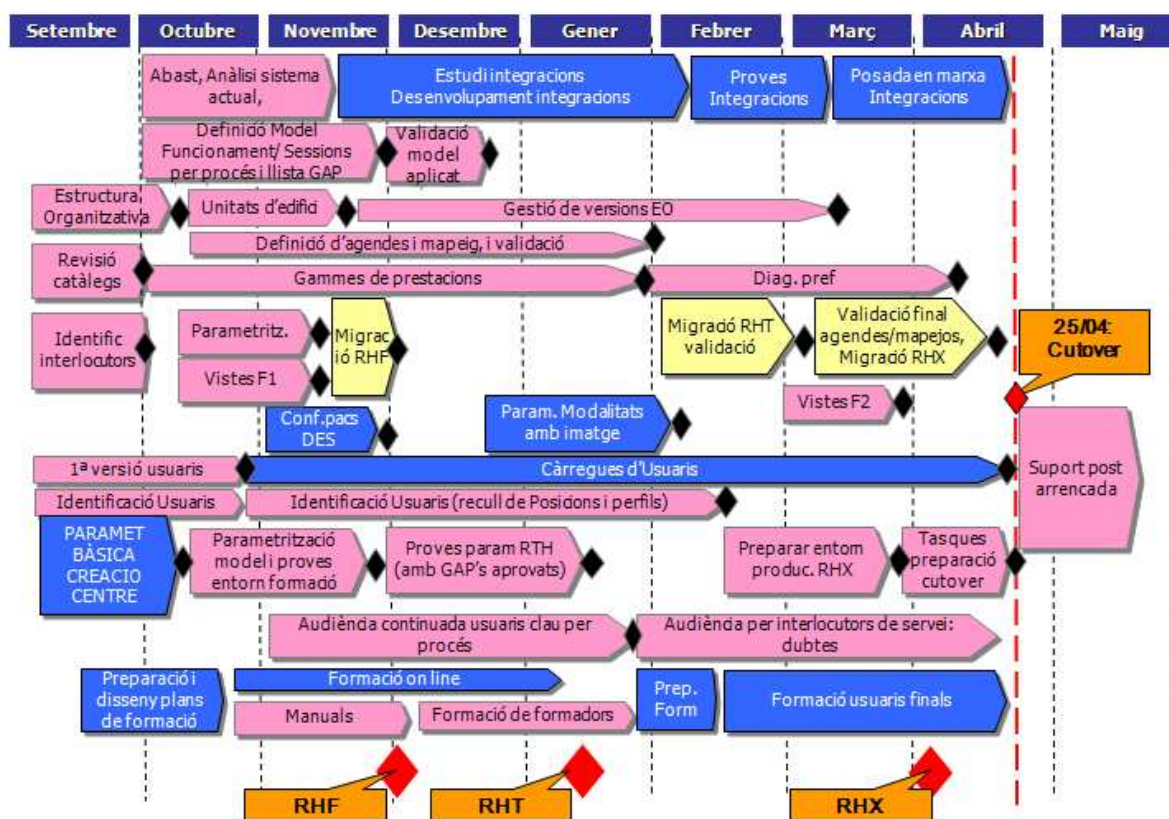 Setembre
Octubre
Novembre
Desembre
Gener
Febrer
Març
Abril
Maig
Abast, Anàlisi sistema
actual,
Estudi integracions
Desenvolupament integracions
Proves
Integracions
Posada en marxa
Integracions
Definició Model
Funcionament/ Sessions
per procés i llista GAP
Validació
model
aplicat
Estructura
Organitzativa
Unitats d'edifici
Gestió de versions EO
Definició d'agendes i mapeig, i validació
Revisió
catàlegs
Gammes de prestacions
Diag. pref
Identific
interlocutors
Parametritz.
Vistes F1
Migrac
ió RHF
Migració RHT
validació
Validació final
agendes/mapejos,
Migració RHX
25/04:
Cutover
Vistes F2
Conf.pacs
DES
Param. Modalitats
amb imatge
1ª versió usuaris
Càrregues d'Usuaris
Suport post
arrencada
Identificació Usuaris
Identificació Usuaris (recull de Posicions i perfils)
PARAMET
BÀSICA
CREACIO
CENTRE
Parametrització
model i proves
entorn formació
Proves param RTH
(amb GAP's aprovats)
Preparar entorn
produc. RHX
Tasques
preparació
cutover
Audiència continuada usuaris clau per
procés
Audiència per interlocutors de servei:
dubtes
Preparació i
disseny plans
de formació
Formació on line
Manuals
Formació de formadors
Prep.
Form
Formació usuaris finals
RHF
RHT
RHX